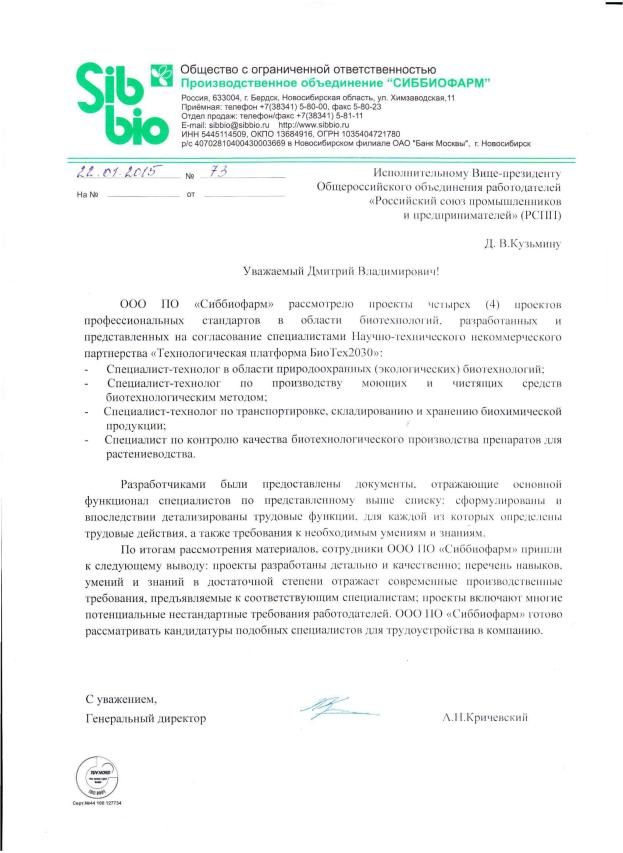 Sib
bio
Общество с ограниченной ответственностью
Производственное объединение “СИББИОФАРМ”
Россия, 633004, г. Бердск, Новосибирская область, ул. Химзаводская,11
Приёмная: телефон +7(38341) 5-80-00, факс 5-80-23
Отдел продаж: телефон/факс +7(38341) 5-81-11
E-mail: sibbio@sibbio.ru http://www.sibbio.ru
ИНН 5445114509, ОКПО 13684916, ОГРН 1035404721780
р/с 40702810400430003669 в Новосибирском филиале ОАО "Банк Москвы", г. Новосибирск
22.01.2015 № 73
На № от
Исполнительному Вице-президенту
Общероссийского объединения работодателей
«Российский союз промышленников
и предпринимателей» (РСПП)
Д. В.Кузьмину
Уважаемый Дмитрий Владимирович!
ООО ПО «Сиббиофарм» рассмотрело проекты четырех (4) проектов
профессиональных стандартов в области биотехнологий, разработанных и
представленных на согласование специалистами Научно-технического некоммерческого
партнерства «Технологическая платформа БиоТех2030»:
- Специалист-технолог в области природоохранных (экологических) биотехнологий;
- Специалист-технолог по производству моющих и чистящих средств
биотехнологическим методом;
- Специалист-технолог по транспортировке, складированию и хранению биохимической
продукции;
- Специалист по контролю качества биотехнологического производства препаратов для
растениеводства.
Разработчиками были предоставлены документы, отражающие основной
функционал специалистов по представленному выше списку: сформулированы и
впоследствии детализированы трудовые функции, для каждой из которых определены
трудовые действия, а также требования к необходимым умениям и знаниям.
По итогам рассмотрения материалов, сотрудники ООО ПО «Сиббиофарм» пришли
к следующему выводу: проекты разработаны детально и качественно; перечень навыков,
умений и знаний в достаточной степени отражает современные производственные
требования, предъявляемые к соответствующим специалистам; проекты включают многие
потенциальные нестандартные требования работодателей. ООО ПО «Сиббиофарм» готово
рассматривать кандидатуры подобных специалистов для трудоустройства в компанию.
С уважением,
Генеральный директор
А.Н.Кричевский
TÜV NORD
ISO 9001
Серт.№44 100 127734